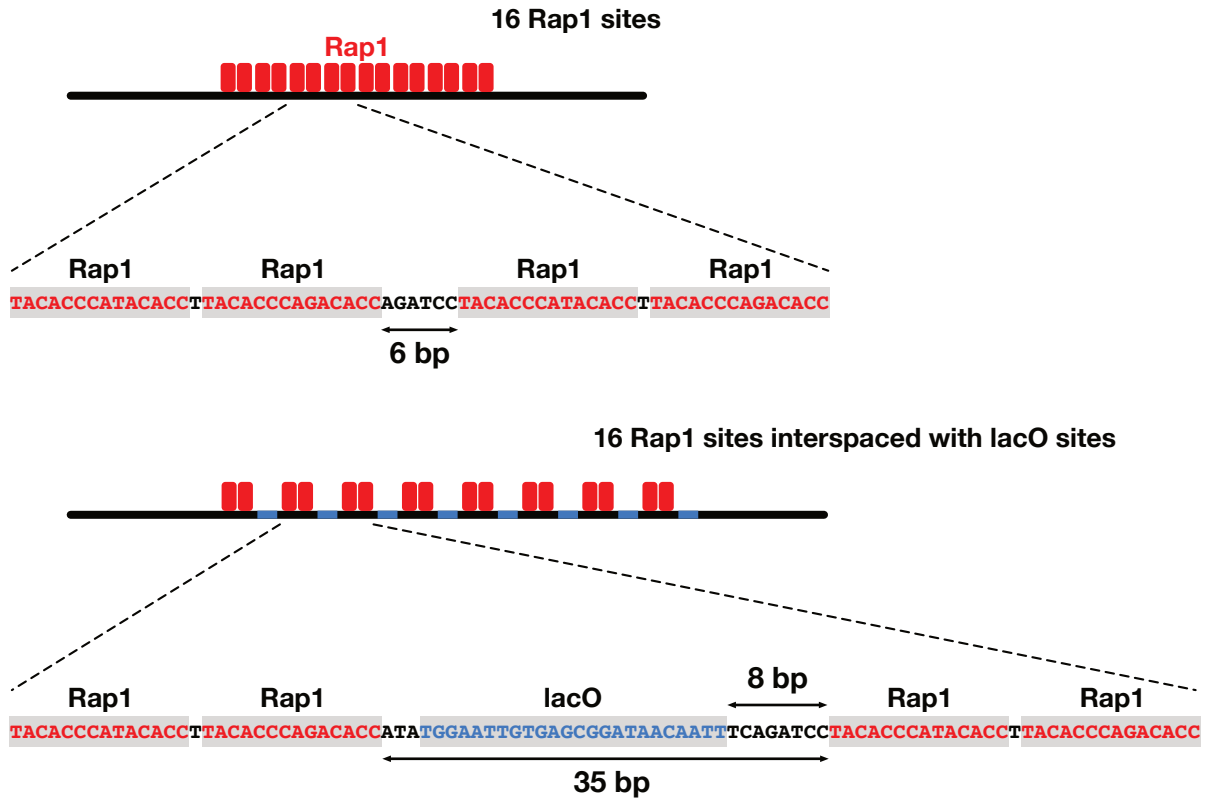 16 Rap1 sites
Rap1
Rap1 Rap1 Rap1 Rap1
TACACCCATACACCTTACACCCAGACACCAGATCCTACACCCATACACCTTACACCCAGACACC
6 bp
16 Rap1 sites interspaced with lacO sites
8 bp
Rap1 Rap1 lacO Rap1 Rap1
TACACCCATACACCTTACACCCAGACACCATATGGAATTGTGAGCGGATAACAATTTCAGATCCTACACCCATACACCTTACACCCAGACACC
35 bp